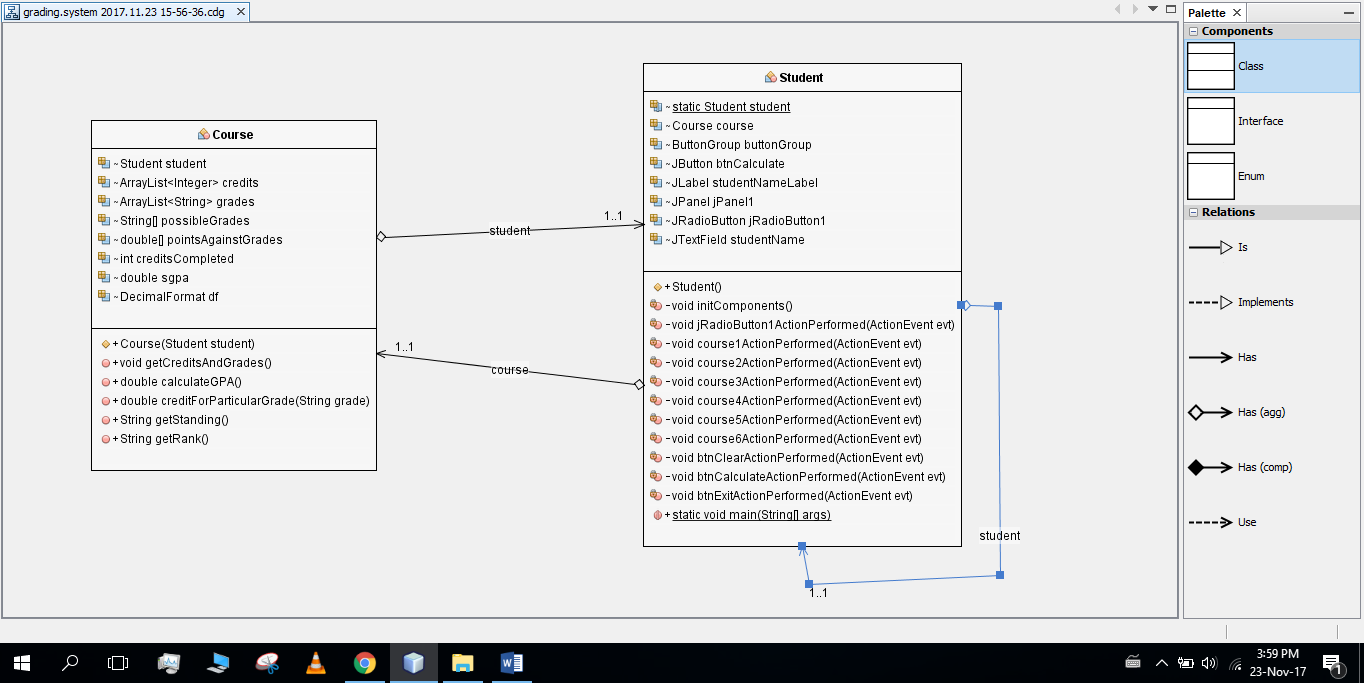 grading.system 2017.11.23 15-56-36.cdg
Course
~Student student
~ArrayList<Integer> credits
~ArrayList<String> grades
~String[] possibleGrades
~double[] pointsAgainstGrades
~int creditsCompleted
~double sgpa
~DecimalFormat df
+Course(Student student)
+void getCreditsAndGrades()
+double calculateGPA()
+double creditForParticularGrade(String grade)
+String getStanding()
+String getRank()
student
1..1
1..1
course
Student
~static Student student
~Course course
~ButtonGroup buttonGroup
~JButton btnCalculate
~JLabel studentNameLabel
~JPanel jPanel1
~JRadioButton jRadioButton1
~JTextField studentName
+Student()
-void initComponents()
-void jRadioButton1ActionPerformed(ActionEvent evt)
-void course1ActionPerformed(ActionEvent evt)
-void course2ActionPerformed(ActionEvent evt)
-void course3ActionPerformed(ActionEvent evt)
-void course4ActionPerformed(ActionEvent evt)
-void course5ActionPerformed(ActionEvent evt)
-void course6ActionPerformed(ActionEvent evt)
-void btnClearActionPerformed(ActionEvent evt)
-void btnCalculateActionPerformed(ActionEvent evt)
-void btnExitActionPerformed(ActionEvent evt)
+static void main(String[] args)
student
1..1
Palette
Components
Class
Interface
Enum
Relations
Is
Implements
Has
Has (agg)
Has (comp)
Use
3:59 PM
23-Nov-17
1